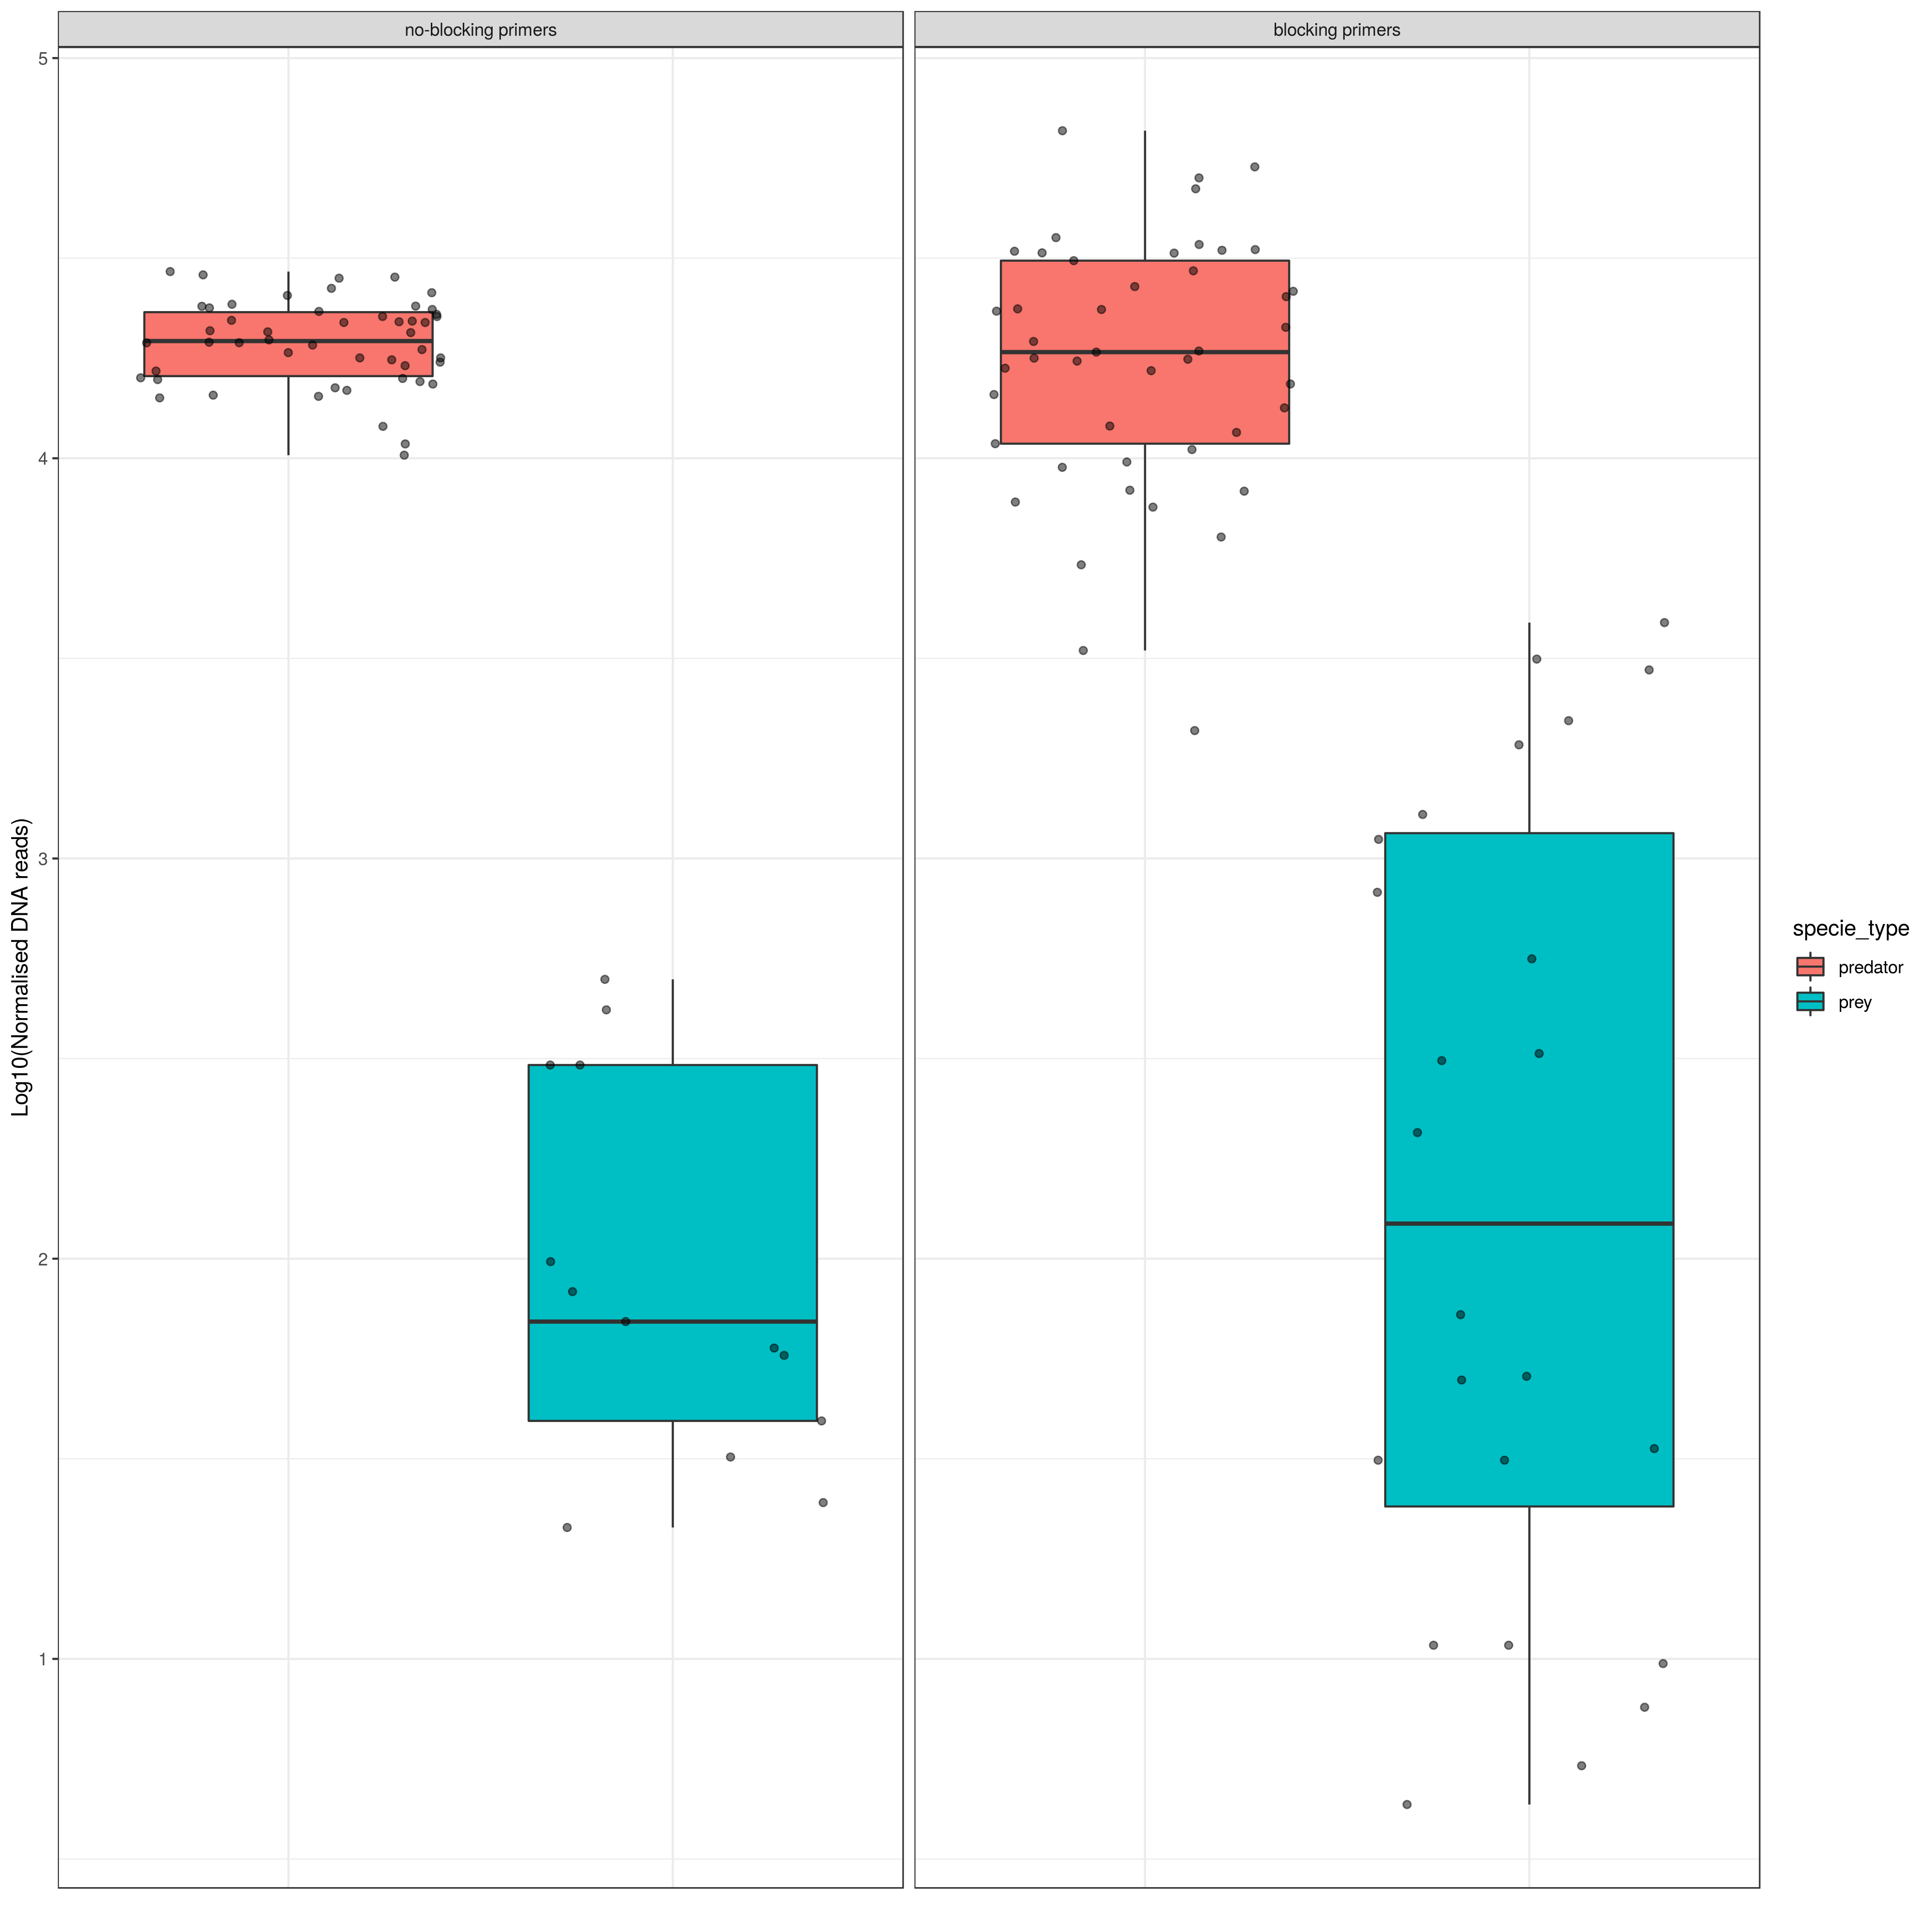 no-blocking primers
blocking primers
5
4
3
2
1
Log10(Normalised DNA reads)
specie_type
predator
prey